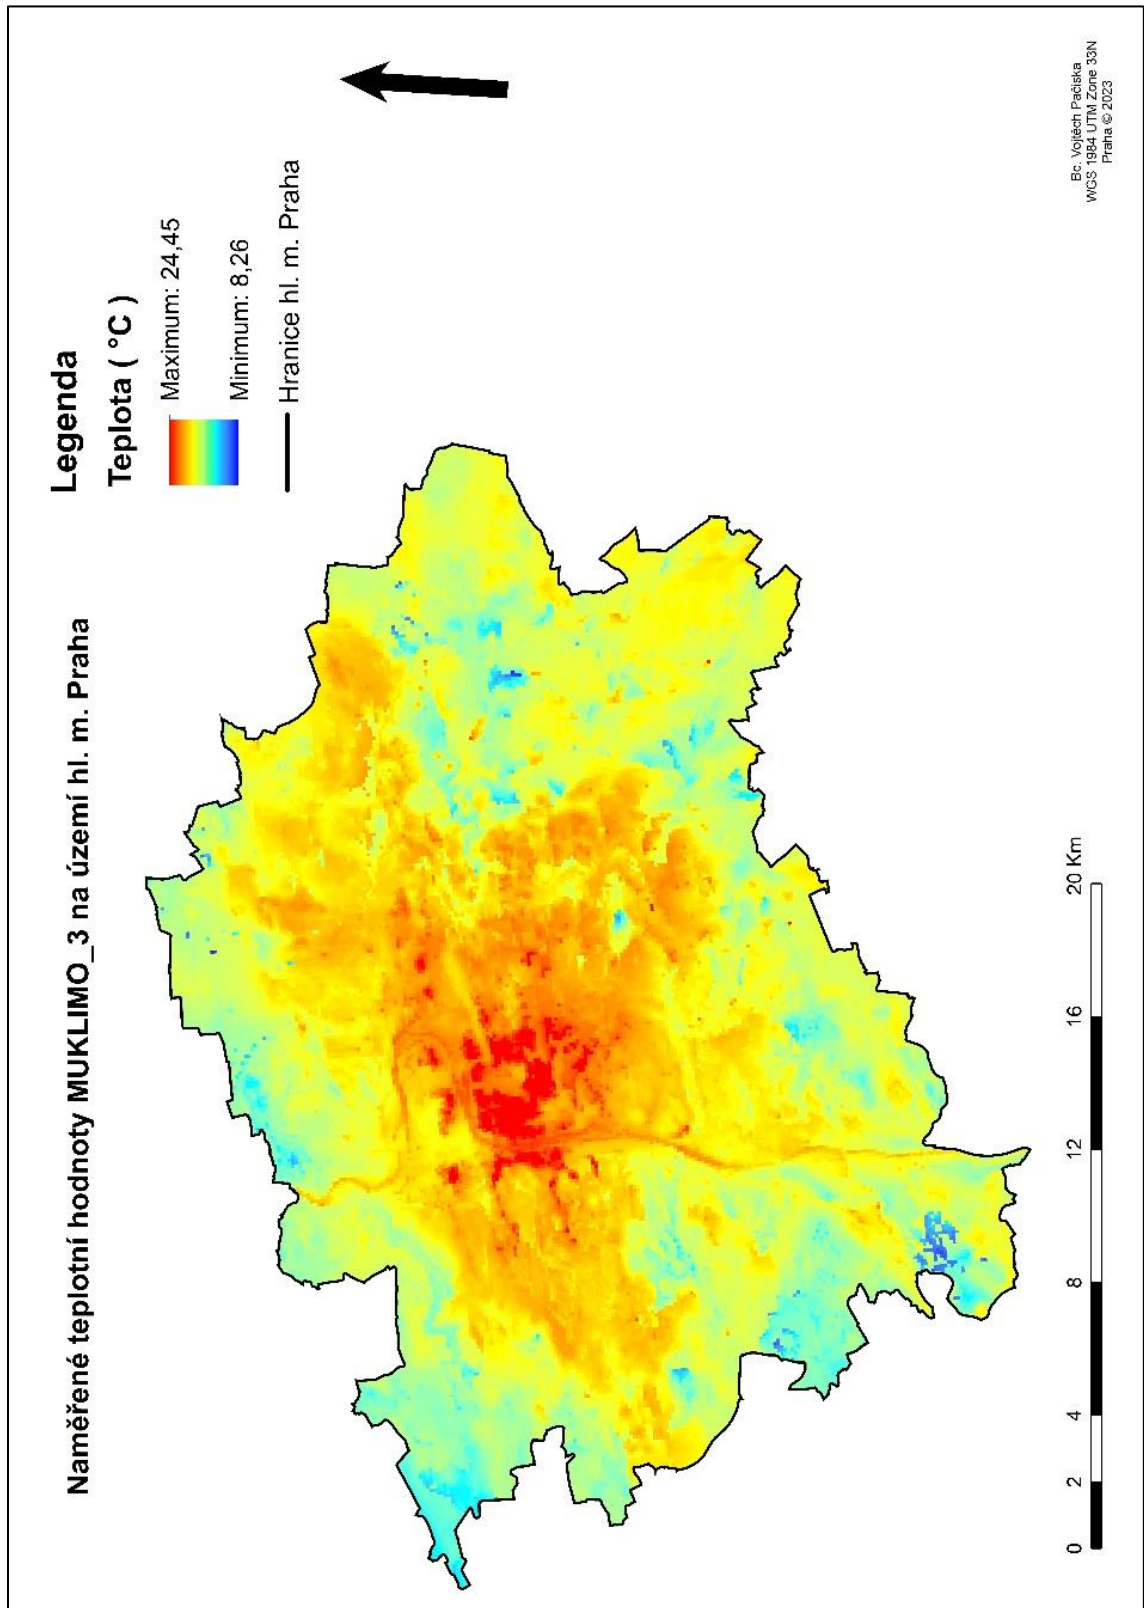 Naměřené teplotní hodnoty MUKLIMO_3 na území hl. m. Praha
Legenda
Teplota ( °C )
Maximum: 24,45
Minimum: 8,26
Hranice hl. m. Praha
0 2 4 8 12 16 20 Km
Bc. Vojtěch Pačiska
WGS 1984 UTM Zone 33N
Praha © 2023